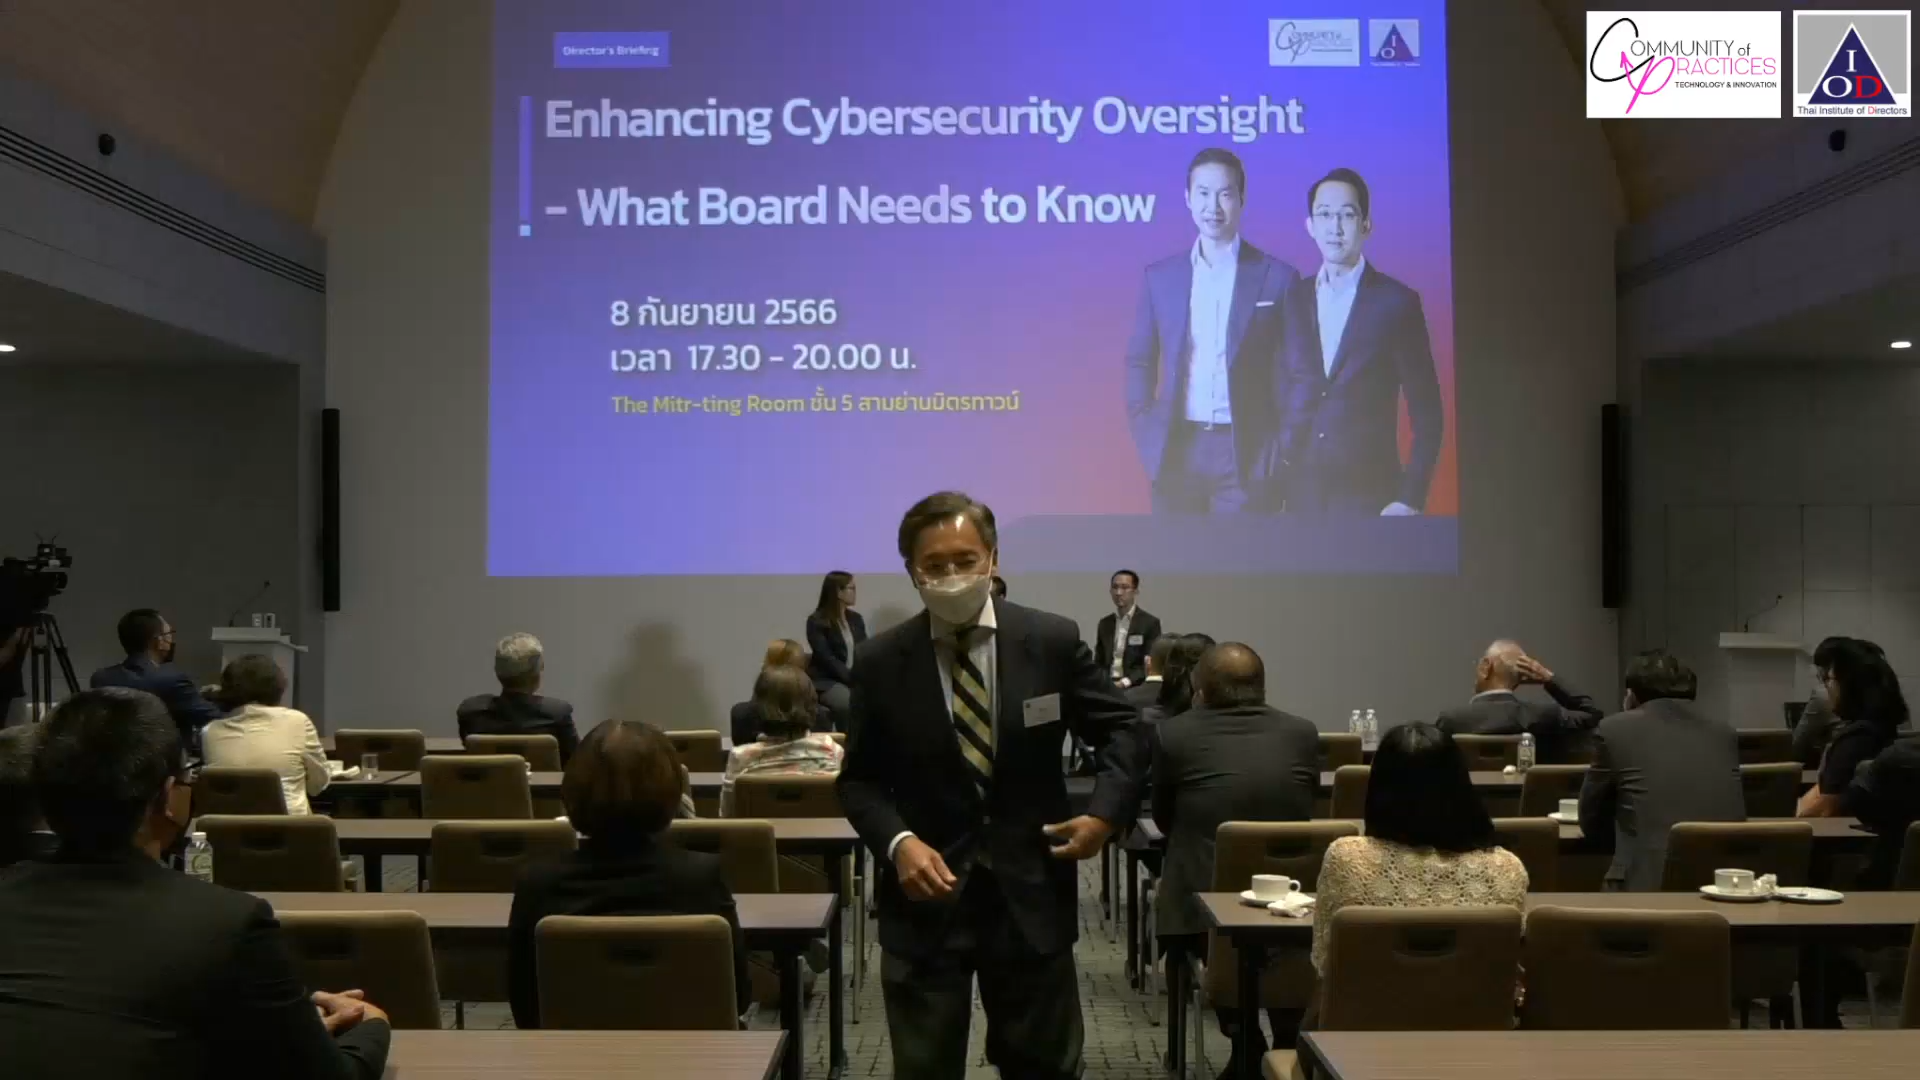 Director's Briefing
Enhancing Cybersecurity Oversight
- What Board Needs to Know
8 กันยายน 2566
เวลา 17.30 - 20.00 น.
The Mitr-ting Room ชั้น 5 สามย่านมิตรทาวน์
COMMUNITY of
PRACTICES
TECHNOLOGY & INNOVATION
IOD
Thai Institute of Directors